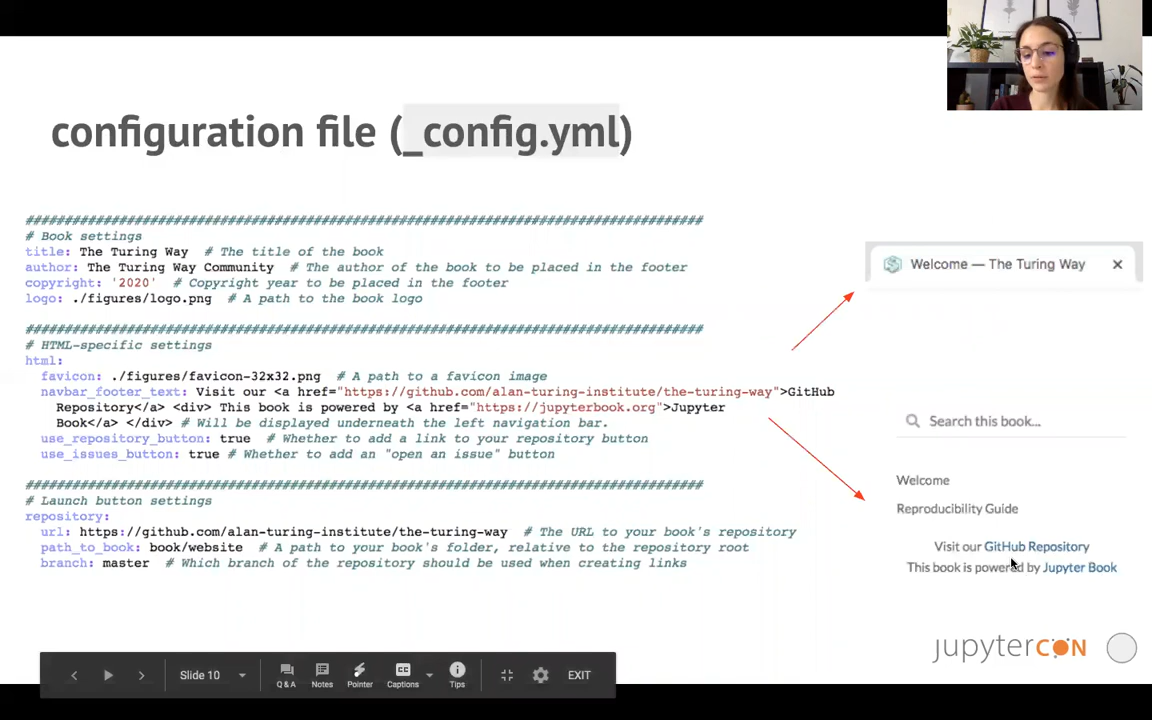 configuration file (_config.yml)
################################################################################
# Book settings
title: The Turing Way  # The title of the book
author: The Turing Way Community  # The author of the book to be placed in the footer
copyright: '2020'  # Copyright year to be placed in the footer
logo: ./figures/logo.png  # A path to the book logo
################################################################################
# HTML-specific settings
html:
favicon: ./figures/favicon-32x32.png  # A path to a favicon image
navbar_footer_text: Visit our <a href="https://github.com/alan-turing-institute/the-turing-way">GitHub
Repository</a> <div> This book is powered by <a href="https://jupyterbook.org">Jupyter
Book</a> </div> # Will be displayed underneath the left navigation bar.
use_repository_button: true  # Whether to add a link to your repository button
use_issues_button: true # Whether to add an "open an issue" button
################################################################################
# Launch button settings
repository:
url: https://github.com/alan-turing-institute/the-turing-way  # The URL to your book's repository
path_to_book: book/website  # A path to your book's folder, relative to the repository root
branch: master  # Which branch of the repository should be used when creating links
Welcome — The Turing Way
Search this book...
Welcome
Reproducibility Guide
Visit our GitHub Repository
This book is powered by Jupyter Book
jupytercon
Slide 10
Q & A
Notes
Pointer
Captions
Tips
EXIT